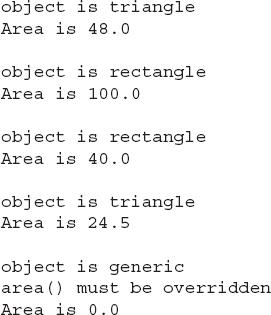 object is triangle
Area is 48.0

object is rectangle
Area is 100.0

object is rectangle
Area is 40.0

object is triangle
Area is 24.5

object is generic
area() must be overridden
Area is 0.0